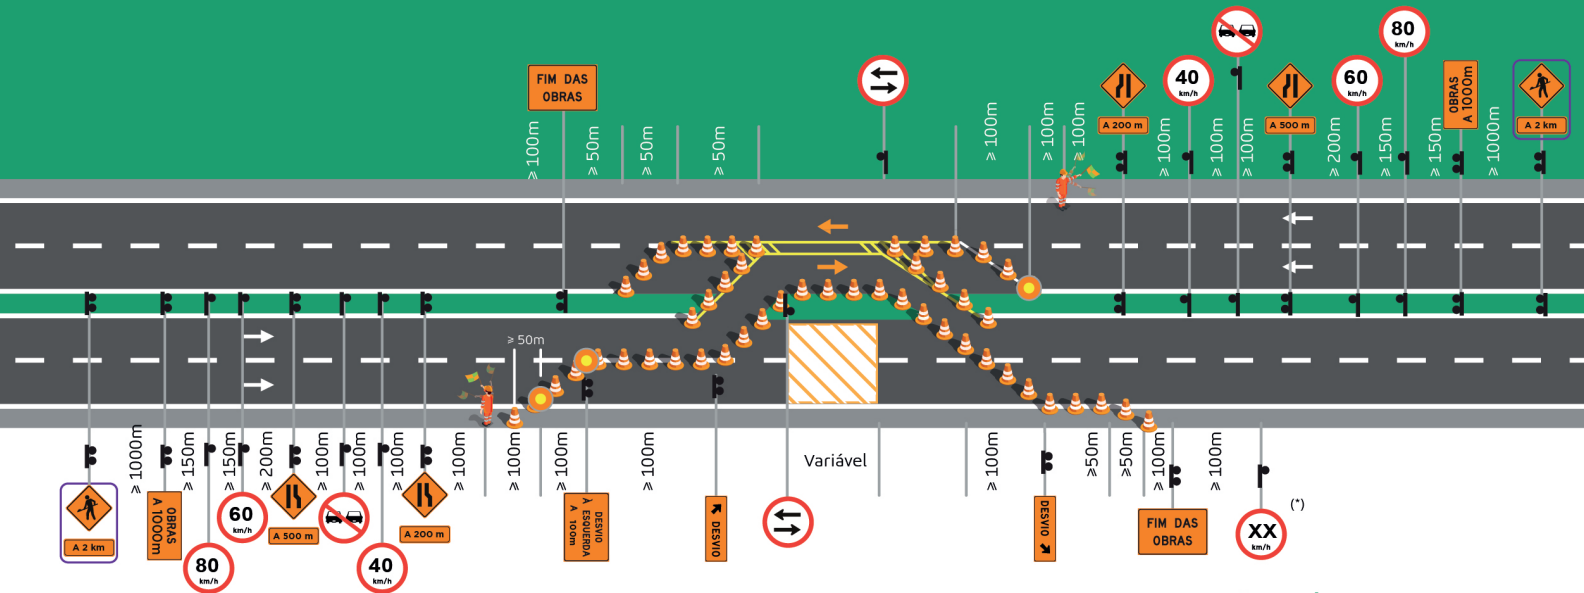 80
km/h
FIM DAS
OBRAS
40
km/h
60
km/h
OBRAS
A 1000m
A 200 m
A 500 m
A 2 km
≥ 100m
≥ 50m
≥ 50m
≥ 50m
≥ 100m
≥ 100m
≥ 100m
≥ 100m
≥ 100m
≥ 100m
≥ 200m
≥ 150m
≥ 150m
≥ 1000m
≥ 50m
≥ 1000m
≥ 150m
≥ 150m
≥ 200m
≥ 100m
≥ 100m
≥ 100m
≥ 100m
≥ 100m
≥ 100m
≥ 100m
Variável
≥ 100m
≥50m
≥50m
≥ 100m
≥ 100m
A 2 km
OBRAS
A 1000m
80
km/h
60
km/h
A 500 m
40
km/h
A 200 m
DESVIO
À ESQUERDA
A 100m
DESVIO
DESVIO
FIM DAS
OBRAS
XX
km/h
(*)